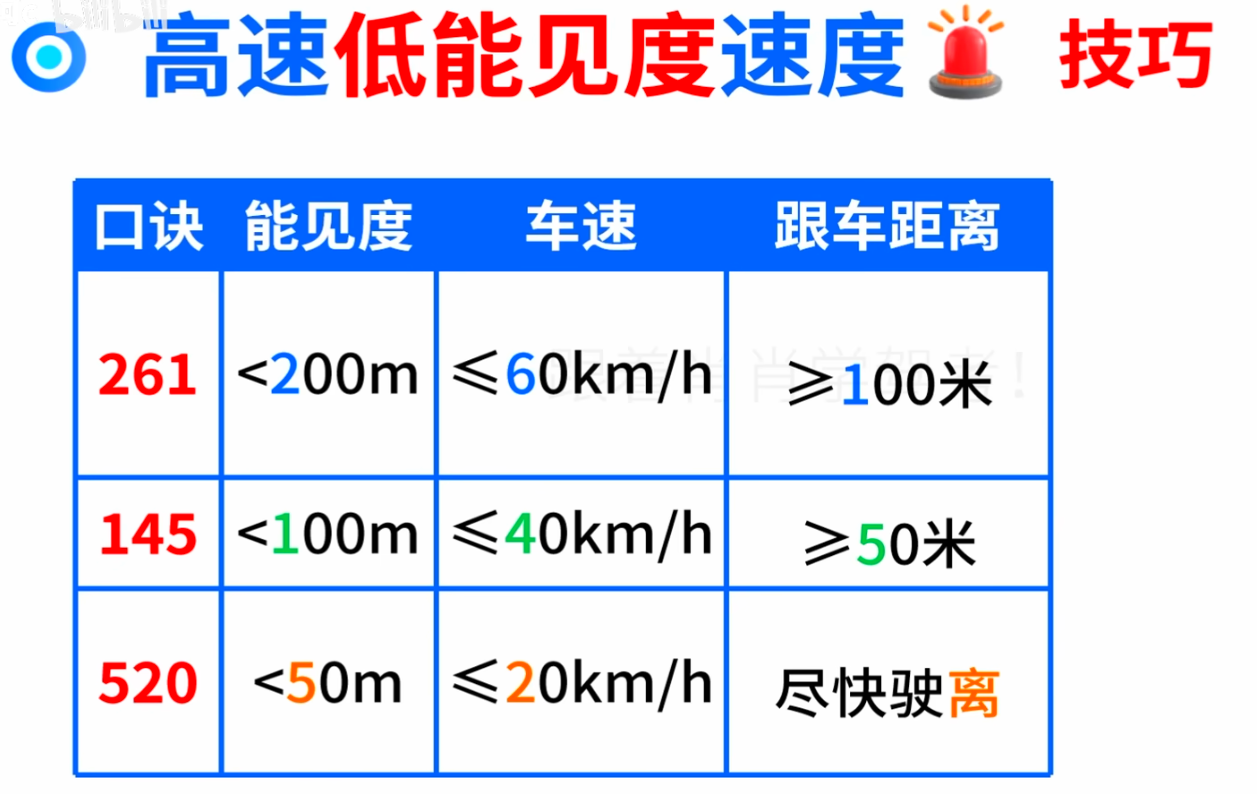 高速低能见度速度 技巧
口诀 能见度 车速 跟车距离
261 <200m ≤60km/h ≥100米
145 <100m ≤40km/h ≥50米
520 <50m ≤20km/h 尽快驶离